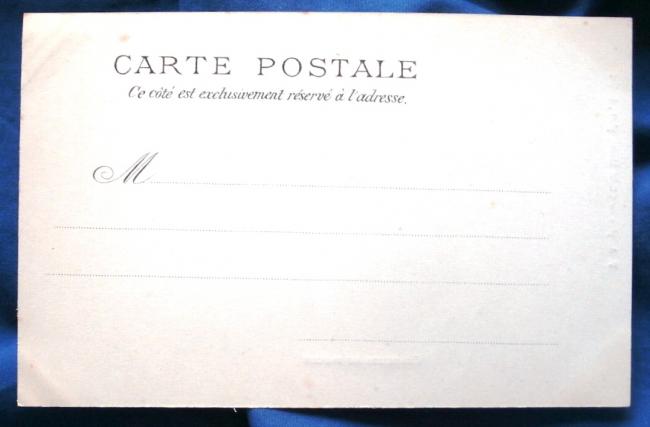 CARTE POSTALE
Ce côté est exclusivement réservé à l'adresse.
M